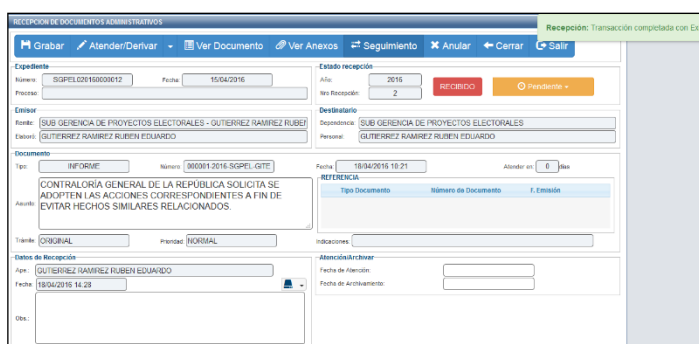 RECEPCION DE DOCUMENTOS ADMINISTRATIVOS
Recepción: Transacción completada con Ex
Grabar Atender/Derivar Ver Documento Ver Anexos Seguimiento Anular Cerrar Salir
Expediente
Número: SGPEL020160000012 Fecha: 15/04/2016
Proceso:
Estado recepción
Año: 2016
Nro Recepción: 2
RECIBIDO
Pendiente
Emisor
Remite: SUB GERENCIA DE PROYECTOS ELECTORALES - GUTIERREZ RAMIREZ RUBEN
Elaboró: GUTIERREZ RAMIREZ RUBEN EDUARDO
Destinatario
Dependencia: SUB GERENCIA DE PROYECTOS ELECTORALES
Personal: GUTIERREZ RAMIREZ RUBEN EDUARDO
Documento
Tipo: INFORME Número: 000001-2016-SGPEL-GITE Fecha: 18/04/2016 10:21 Atender en: 0 días
Asunto: CONTRALORÍA GENERAL DE LA REPÚBLICA SOLICITA SE
ADOPTEN LAS ACCIONES CORRESPONDIENTES A FIN DE
EVITAR HECHOS SIMILARES RELACIONADOS.
REFERENCIA
Tipo Documento Número de Documento F. Emisión
Trámite: ORIGINAL Prioridad: NORMAL Indicaciones:
Datos de Recepción
Ape.: GUTIERREZ RAMIREZ RUBEN EDUARDO
Fecha: 18/04/2016 14:28
Obs.:
Atención/Archivar
Fecha de Atención:
Fecha de Archivamiento: